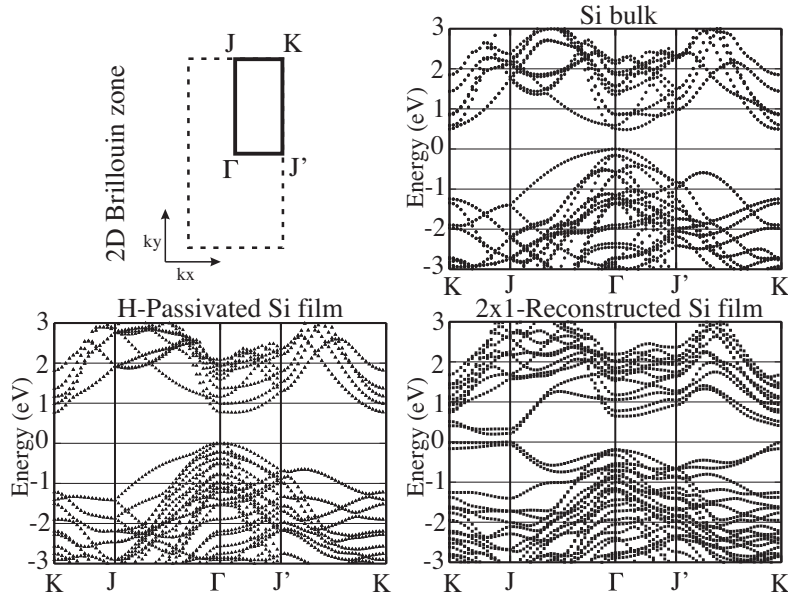 J K
2D Brillouin zone
Γ J'
ky
kx
Si bulk
Energy (eV)
3
2
1
0
-1
-2
-3
K J Γ J' K
H-Passivated Si film
Energy (eV)
3
2
1
0
-1
-2
-3
K J Γ J' K
2x1-Reconstructed Si film
Energy (eV)
3
2
1
0
-1
-2
-3
K J Γ J' K